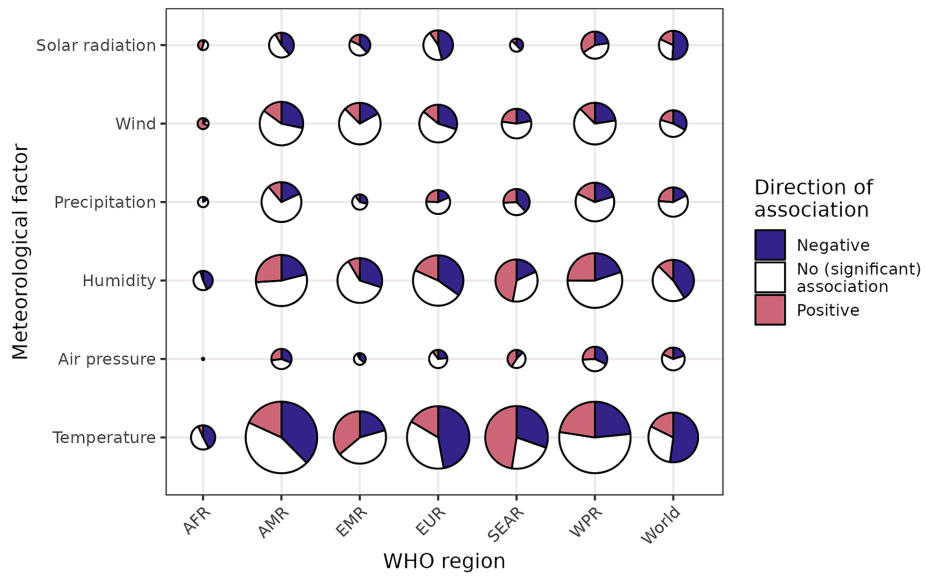 Solar radiation
Wind
Precipitation
Humidity
Air pressure
Temperature
Meteorological factor
AFR
AMR
EMR
EUR
SEAR
WPR
World
WHO region
Direction of
association
Negative
No (significant)
association
Positive